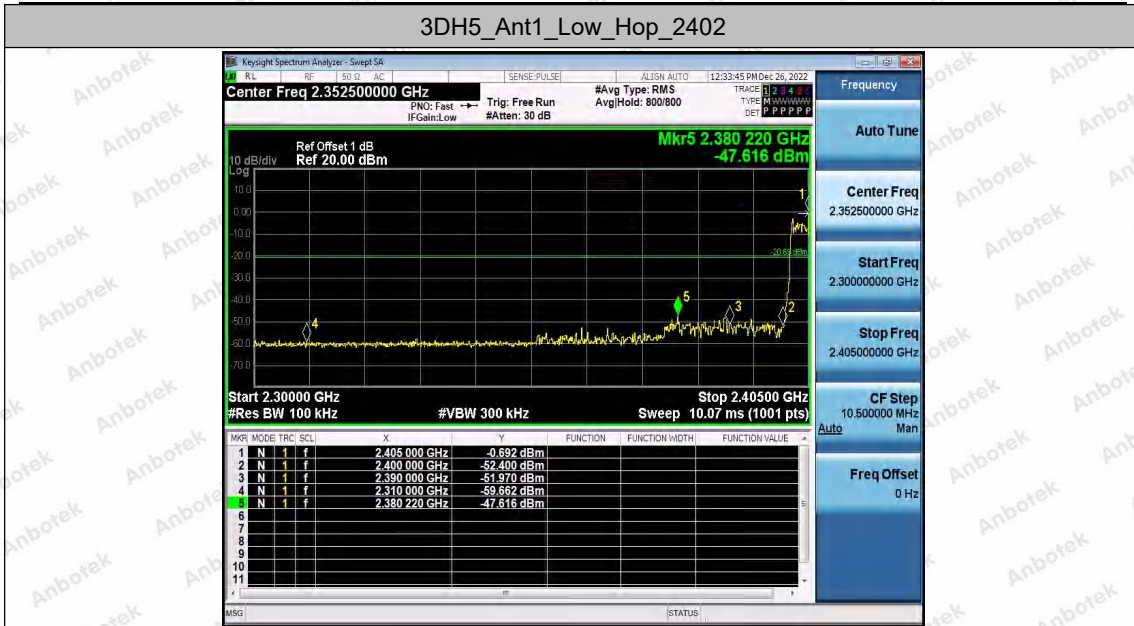 3DH5_Ant1_Low_Hop_2402
Keysight Spectrum Analyzer - Swept SA
RL RF 50 Ω AC SENSE:PULSE ALIGN AUTO 12:33:45 PM Dec 26, 2022
Center Freq 2.352500000 GHz
PNO: Fast
IFGain:Low
Trig: Free Run
#Atten: 30 dB
#Avg Type: RMS
Avg|Hold: 800/800
TRACE 1 2 3 4 5 6
TYPE M WWWWW
DET P P P P P P
Mkr5 2.380 220 GHz
-47.616 dBm
Ref Offset 1 dB
10 dB/div Ref 20.00 dBm
Log
10.0
0.00
-10.0
-20.0
-30.0
-40.0
-50.0
-60.0
-70.0
1
-20.69 dBm
5
3
2
4
Start 2.30000 GHz Stop 2.40500 GHz
#Res BW 100 kHz #VBW 300 kHz Sweep 10.07 ms (1001 pts)
MKR MODE TRC SCL X Y FUNCTION FUNCTION WIDTH FUNCTION VALUE
1 N 1 f 2.405 000 GHz -0.692 dBm
2 N 1 f 2.400 000 GHz -52.400 dBm
3 N 1 f 2.390 000 GHz -51.970 dBm
4 N 1 f 2.310 000 GHz -59.662 dBm
5 N 1 f 2.380 220 GHz -47.616 dBm
6
7
8
9
10
11
MSG STATUS
Frequency
Auto Tune
Center Freq
2.352500000 GHz
Start Freq
2.300000000 GHz
Stop Freq
2.405000000 GHz
CF Step
10.500000 MHz
Auto Man
Freq Offset
0 Hz
Anbotek